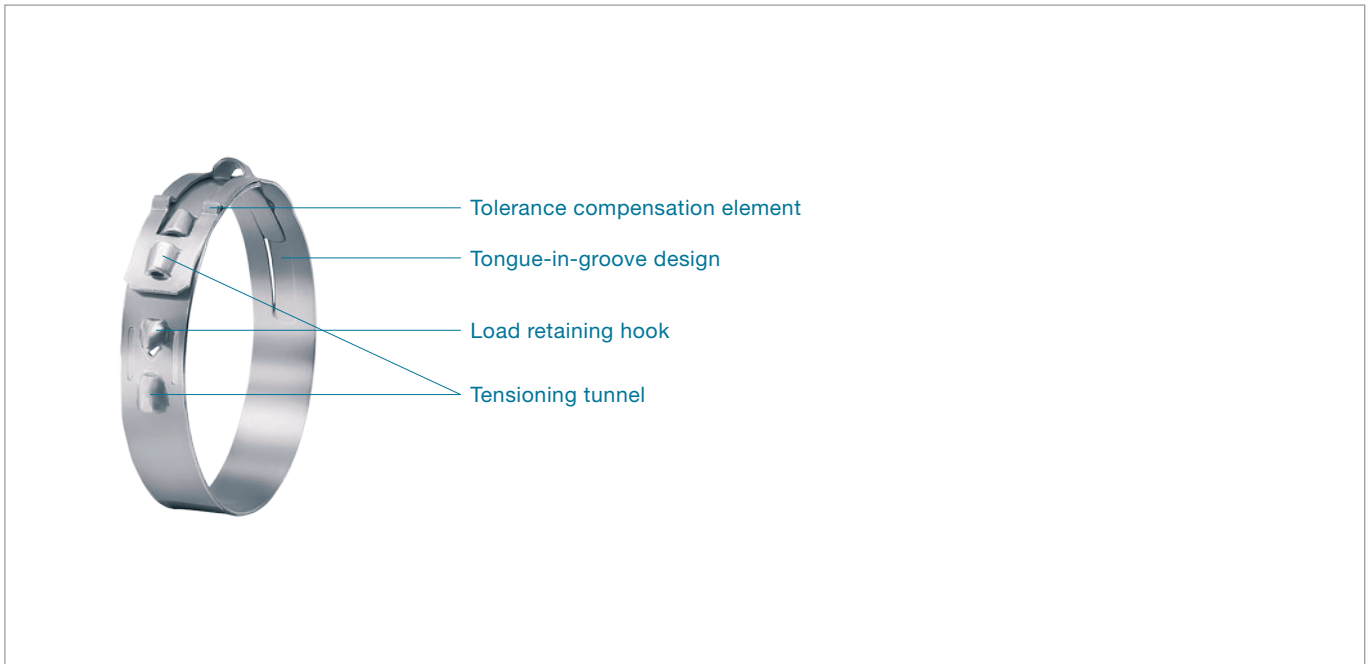 Tolerance compensation element
Tongue-in-groove design
Load retaining hook
Tensioning tunnel